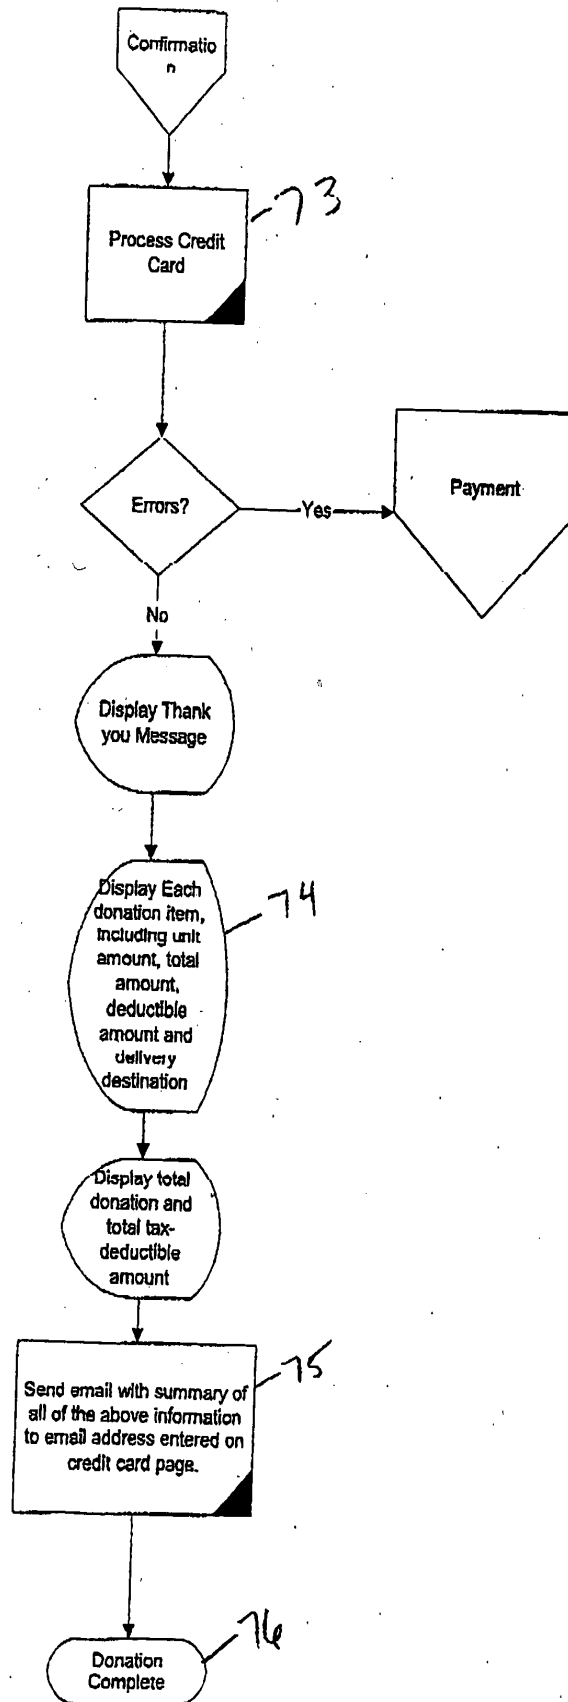 Confirmatio
n
73
Process Credit
Card
Errors?
Yes
Payment
No
Display Thank
you Message
Display Each
donation item,
including unit
amount, total
amount,
deductible
amount and
delivery
destination
74
Display total
donation and
total tax-
deductible
amount
75
Send email with summary of
all of the above information
to email address entered on
credit card page.
76
Donation
Complete